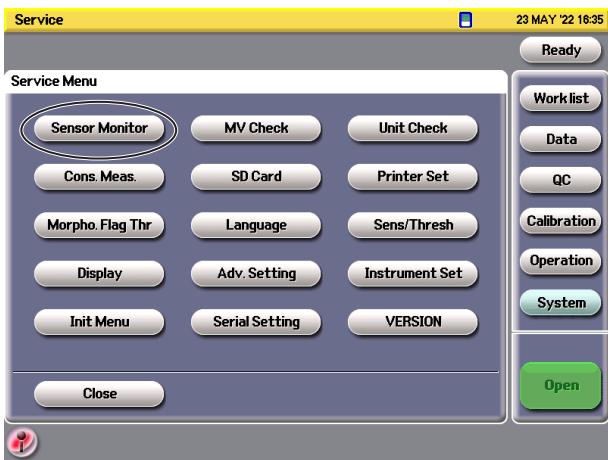 Service
23 MAY '22 16:35
Ready
Service Menu
Sensor Monitor
MV Check
Unit Check
Cons. Meas.
SD Card
Printer Set
Morpho. Flag Thr
Language
Sens/Thresh
Display
Adv. Setting
Instrument Set
Init Menu
Serial Setting
VERSION
Close
Work list
Data
QC
Calibration
Operation
System
Open